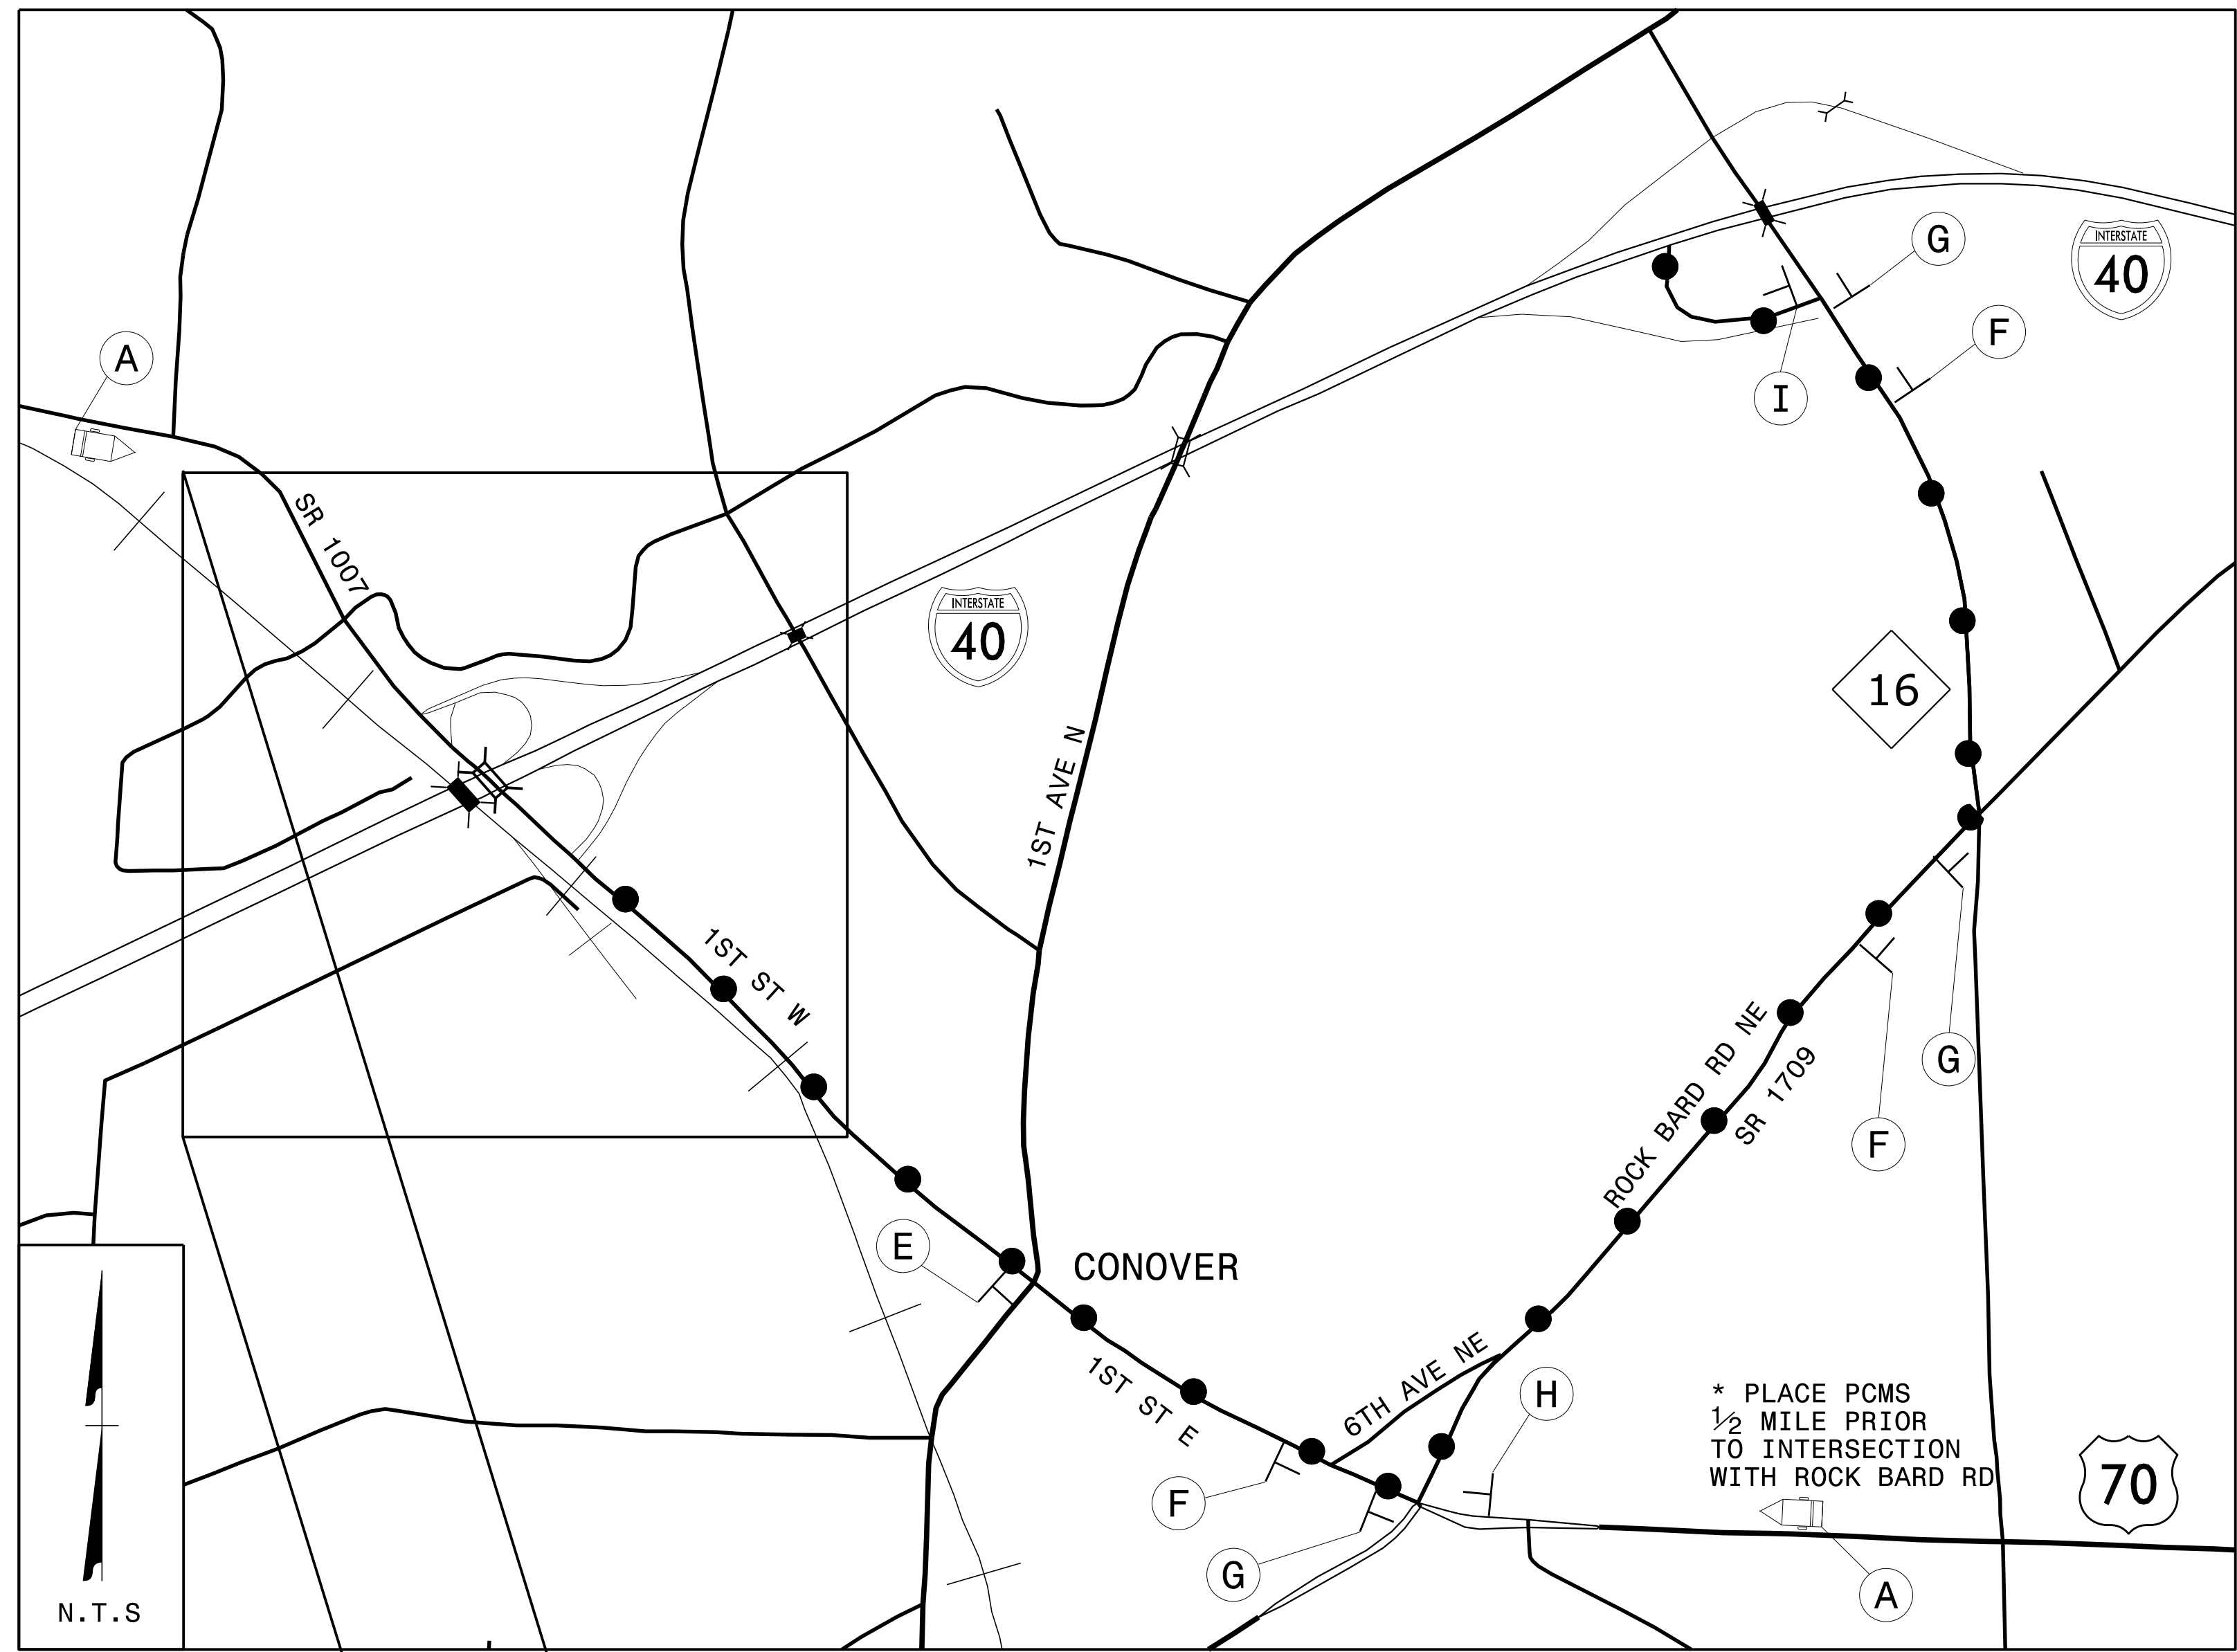 INTERSTATE
40
G
F
I
A
SR 1007
INTERSTATE
40
16
1ST AVE N
1ST ST W
ROCK BARD RD NE
SR 1709
G
F
E
CONOVER
1ST ST E
6TH AVE NE
H
F
G
* PLACE PCMS
½ MILE PRIOR
TO INTERSECTION
WITH ROCK BARD RD
70
A
N.T.S